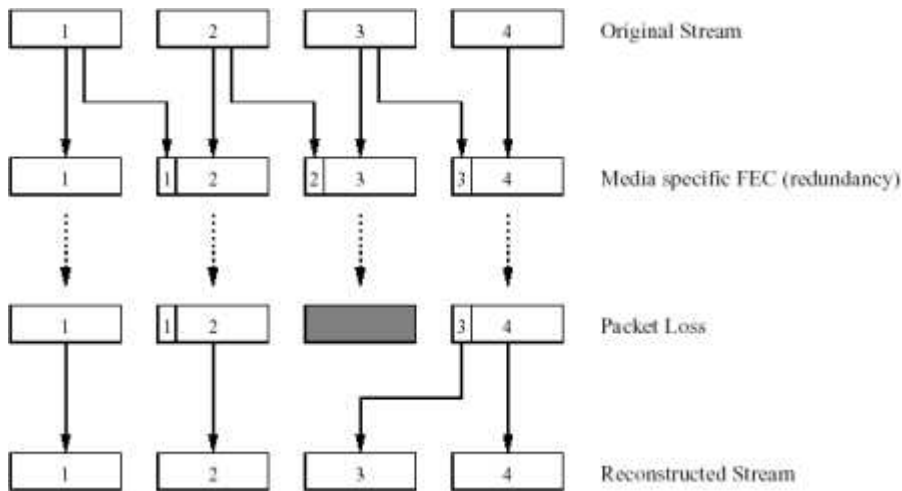 1 2 3 4 Original Stream
1 1 2 2 3 3 4 Media specific FEC (redundancy)
1 1 2 3 4 Packet Loss
1 2 3 4 Reconstructed Stream